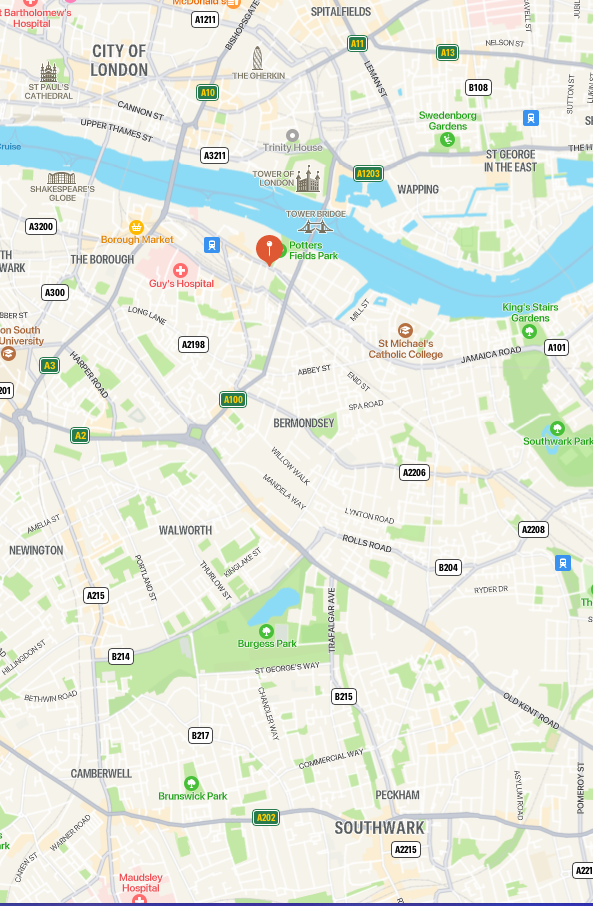 McDonald's
t Bartholomew's
Hospital
A1211
BISHOPSGATE
SPITALFIELDS
CITY OF
LONDON
A11
A13
NELSON ST
THE GHERKIN
LEMAN ST
ST PAUL'S
CATHEDRAL
A10
B108
SUTTON ST
CANNON ST
UPPER THAMES ST
Swedenborg
Gardens
Trinity House
Cruise
A3211
ST GEORGE
IN THE EAST
THE H
TOWER OF
LONDON
A1203
WAPPING
SHAKESPEARE'S
GLOBE
TOWER BRIDGE
A3200
Borough Market
Potters
Fields Park
TH
WARK
THE BOROUGH
Guy's Hospital
A300
MILL ST
King's Stairs
Gardens
BBER ST
LONG LANE
on South
University
A2198
St Michael's
Catholic College
A101
JAMAICA ROAD
A3
HARPER ROAD
ABBEY ST
ENID ST
201
A100
SPA ROAD
BERMONDSEY
A2
Southwark Park
WILLOW WALK
A2206
MANDELA WAY
AMELIA ST
LYNTON ROAD
WALWORTH
A2208
NEWINGTON
ROLLS ROAD
PORTLAND ST
THURLOW ST
KINGLAKE ST
B204
A215
TRAFALGAR AVE
RYDER DR
Th
Burgess Park
HILLINGDON ST
B214
ST GEORGE'S WAY
BETHWIN ROAD
CHANDLER WAY
B215
OLD KENT ROAD
B217
COMMERCIAL WAY
CAMBERWELL
Brunswick Park
PECKHAM
ASYLUM ROAD
POMEROY ST
A202
SOUTHWARK
WARNER ROAD
rk
A2215
CAREW ST
A221
Maudsley
Hospital